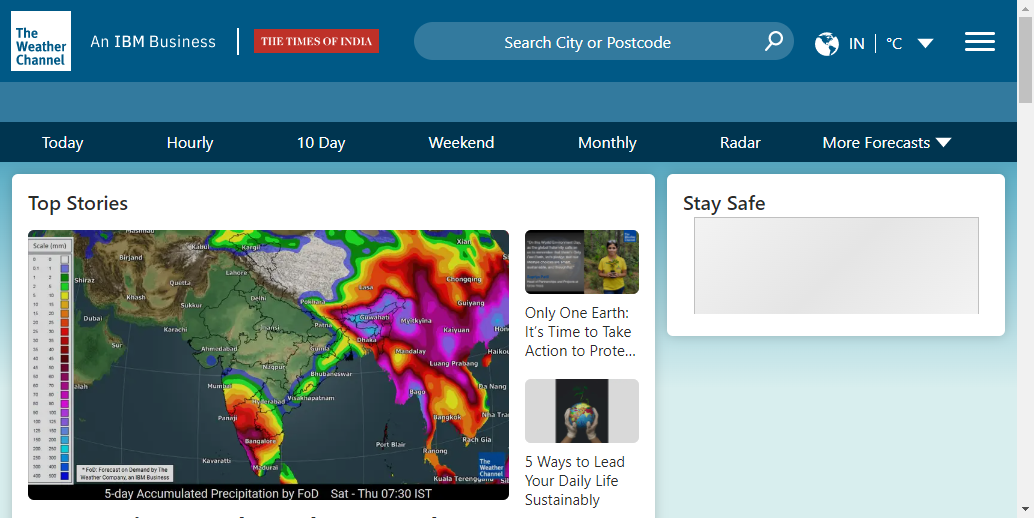 The
Weather
Channel
An IBM Business
THE TIMES OF INDIA
Search City or Postcode
IN
°C
Today
Hourly
10 Day
Weekend
Monthly
Radar
More Forecasts
Top Stories
Scale (mm)
Kabul
Kargil
Xian
Birjand
Lahore
Shiraz
Quetta
Lasa
Chongqing
Khash
Sukkur
Delhi
Pokhara
Guiyang
Dubai
Karachi
Jhansi
Patna
Guwahati
Myitkyina
Kaiyuan
Sur
Ahmedabad
Gumla
Dhaka
Mandalay
Haikou
Nagpur
Bhubaneswar
Luang Prabang
Mumbai
Hyderabad
Visakhapatnam
Bago
Da Nang
Panaji
Bangkok
Nha Tra
Bangalore
Port Blair
Rach Gia
Kavaratti
Madurai
Ranong
Kuala Terengganu
* FoD: Forecast on Demand by The
Weather Company, an IBM Business
The
Weather
Channel
5-day Accumulated Precipitation by FoD Sat - Thu 07:30 IST
Only One Earth:
It’s Time to Take
Action to Prote...
5 Ways to Lead
Your Daily Life
Sustainably
Stay Safe